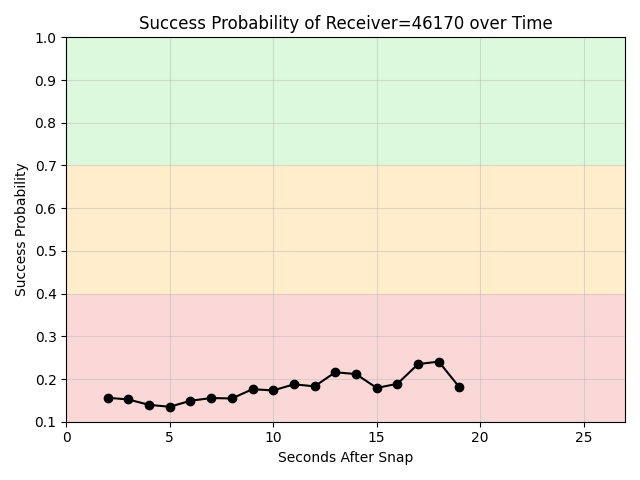 Success Probability of Receiver=46170 over Time
1.0
0.9
0.8
0.7
0.6
0.5
0.4
0.3
0.2
0.1
Success Probability
0 5 10 15 20 25
Seconds After Snap